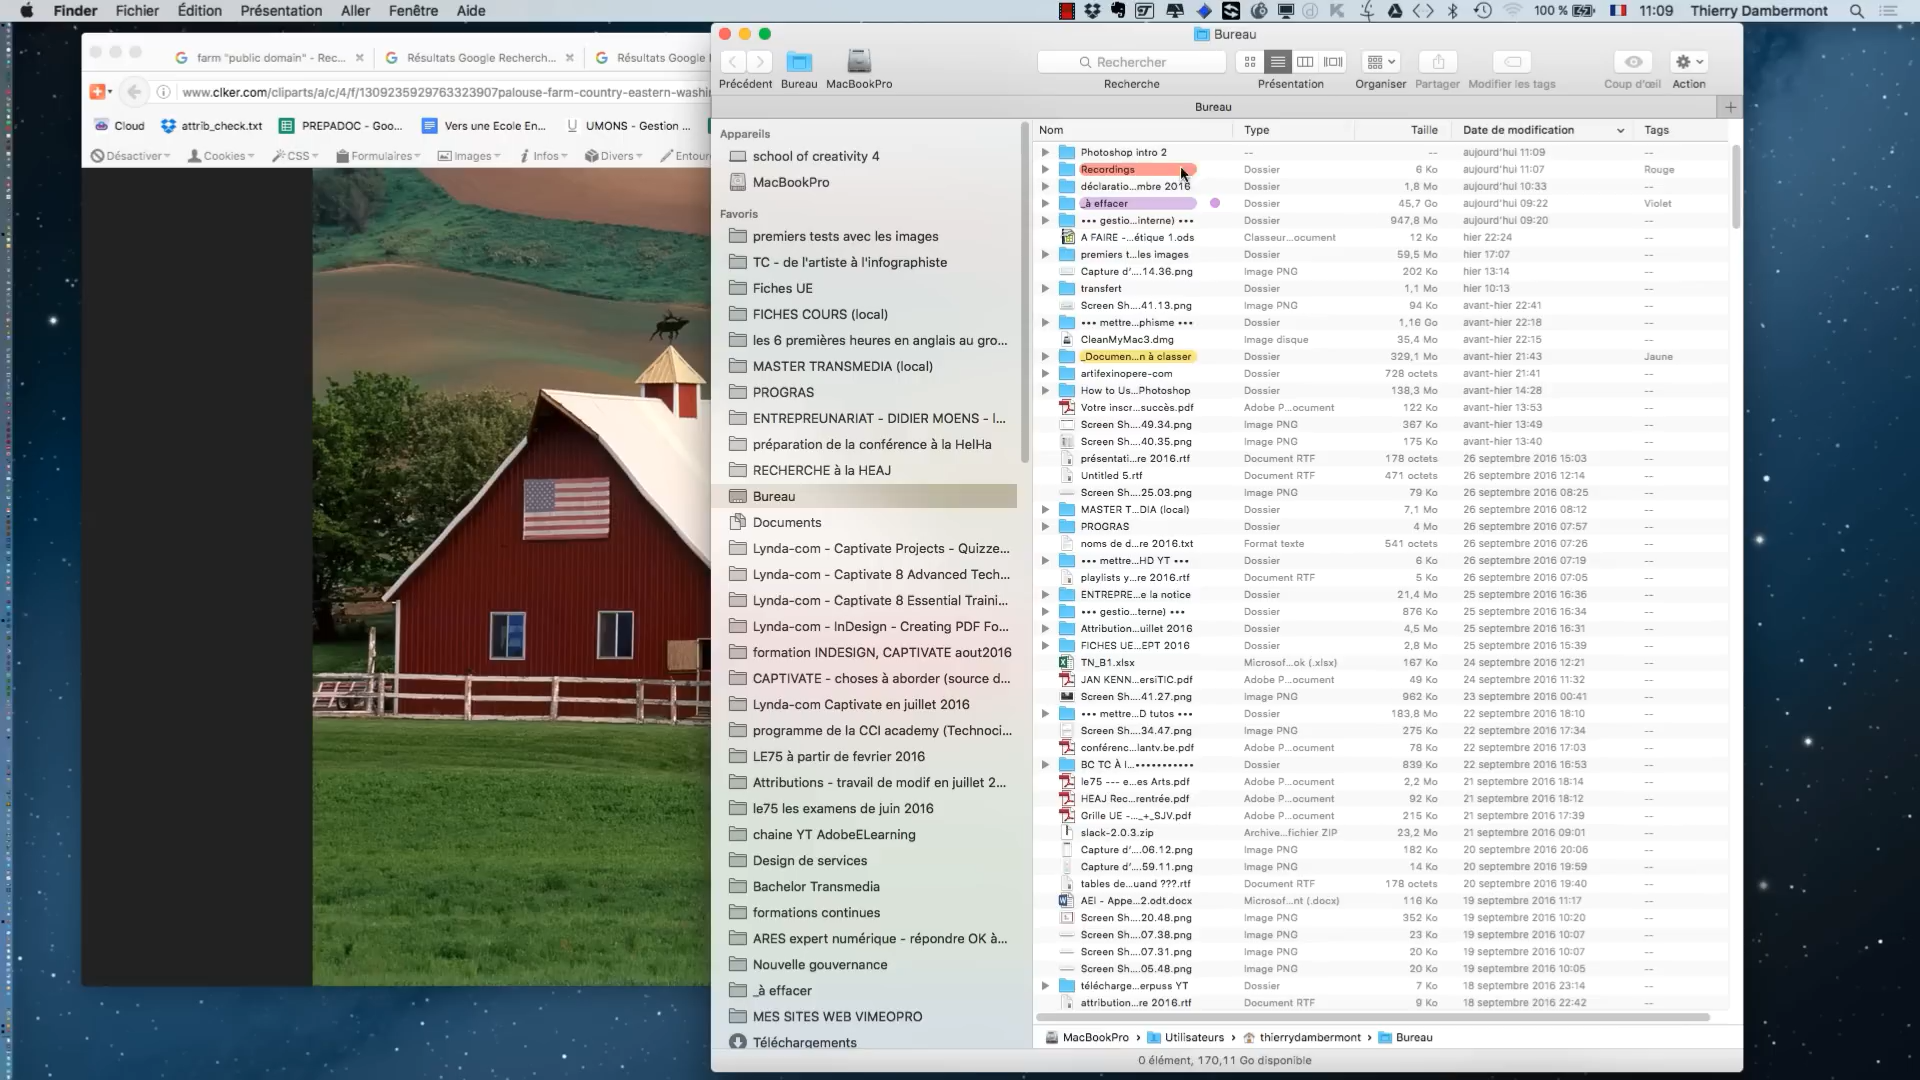 Finder Fichier Édition Présentation Aller Fenêtre Aide 100 % 11:09 Thierry Dambermont
farm "public domain" - Rec...
Résultats Google Recherch...
Résultats Google
www.clker.com/cliparts/a/c/4/f/1309235929763323907palouse-farm-country-eastern-washi
Cloud attrib_check.txt PREPADOC - Goo... Vers une Ecole En... UMONS - Gestion ...
Désactiver Cookies CSS Formulaires Images Infos Divers Entour
Bureau
Rechercher
Précédent Bureau MacBookPro Recherche Présentation Organiser Partager Modifier les tags Coup d'œil Action
Bureau
Appareils
school of creativity 4
MacBookPro
Favoris
premiers tests avec les images
TC - de l'artiste à l'infographiste
Fiches UE
FICHES COURS (local)
les 6 premières heures en anglais au gro...
MASTER TRANSMEDIA (local)
PROGRAS
ENTREPREUNARIAT - DIDIER MOENS - l...
préparation de la conférence à la HelHa
RECHERCHE à la HEAJ
Bureau
Documents
Lynda-com - Captivate Projects - Quizze...
Lynda-com - Captivate 8 Advanced Tech...
Lynda-com - Captivate 8 Essential Traini...
Lynda-com - InDesign - Creating PDF Fo...
formation INDESIGN, CAPTIVATE aout2016
CAPTIVATE - choses à aborder (source d...
Lynda-com Captivate en juillet 2016
programme de la CCI academy (Technoci...
LE75 à partir de fevrier 2016
Attributions - travail de modif en juillet 2...
le75 les examens de juin 2016
chaine YT AdobeELearning
Design de services
Bachelor Transmedia
formations continues
ARES expert numérique - répondre OK à...
Nouvelle gouvernance
_à effacer
MES SITES WEB VIMEOPRO
Téléchargements
Nom Type Taille Date de modification Tags
Photoshop intro 2 -- -- aujourd'hui 11:09 --
Recordings Dossier 6 Ko aujourd'hui 11:07 Rouge
déclaratio...mbre 2016 Dossier 1,8 Mo aujourd'hui 10:33 --
_à effacer Dossier 45,7 Go aujourd'hui 09:22 Violet
••• gestio...interne) ••• Dossier 947,8 Mo aujourd'hui 09:20 --
A FAIRE -...étique 1.ods Classeur...ocument 12 Ko hier 22:24 --
premiers t...les images Dossier 59,5 Mo hier 17:07 --
Capture d'....14.36.png Image PNG 202 Ko hier 13:14 --
transfert Dossier 1,1 Mo hier 10:13 --
Screen Sh....41.13.png Image PNG 94 Ko avant-hier 22:41 --
••• mettre...phisme ••• Dossier 1,16 Go avant-hier 22:18 --
CleanMyMac3.dmg Image disque 35,4 Mo avant-hier 22:15 --
_Documen...n à classer Dossier 329,1 Mo avant-hier 21:43 Jaune
artifexinopere-com Dossier 728 octets avant-hier 21:41 --
How to Us...Photoshop Dossier 138,3 Mo avant-hier 14:28 --
Votre inscr...succès.pdf Adobe P...ocument 122 Ko avant-hier 13:53 --
Screen Sh....49.34.png Image PNG 367 Ko avant-hier 13:49 --
Screen Sh....40.35.png Image PNG 175 Ko avant-hier 13:40 --
présentati...re 2016.rtf Document RTF 178 octets 26 septembre 2016 15:03 --
Untitled 5.rtf Document RTF 471 octets 26 septembre 2016 12:14 --
Screen Sh....25.03.png Image PNG 79 Ko 26 septembre 2016 08:25 --
MASTER T...DIA (local) Dossier 7,1 Mo 26 septembre 2016 08:12 --
PROGRAS Dossier 4 Mo 26 septembre 2016 07:57 --
noms de d...re 2016.txt Format texte 541 octets 26 septembre 2016 07:26 --
••• mettre...HD YT ••• Dossier 6 Ko 26 septembre 2016 07:19 --
playlists y...re 2016.rtf Document RTF 5 Ko 26 septembre 2016 07:05 --
ENTREPRE...e la notice Dossier 21,4 Mo 25 septembre 2016 16:36 --
••• gestio...terne) ••• Dossier 876 Ko 25 septembre 2016 16:34 --
Attribution...uillet 2016 Dossier 4,5 Mo 25 septembre 2016 16:31 --
FICHES UE...EPT 2016 Dossier 2,8 Mo 25 septembre 2016 15:39 --
TN_B1.xlsx Microsof...ok (.xlsx) 167 Ko 24 septembre 2016 12:21 --
JAN KENN...ersiTIC.pdf Adobe P...ocument 49 Ko 24 septembre 2016 11:32 --
Screen Sh....41.27.png Image PNG 962 Ko 23 septembre 2016 00:41 --
••• mettre...D tutos ••• Dossier 183,8 Mo 22 septembre 2016 18:10 --
Screen Sh....34.47.png Image PNG 275 Ko 22 septembre 2016 17:34 --
conférenc...lantv.be.pdf Adobe P...ocument 78 Ko 22 septembre 2016 17:03 --
BC TC À l...••••••••••• Dossier 839 Ko 22 septembre 2016 16:53 --
le75 --- e...es Arts.pdf Adobe P...ocument 2,2 Mo 21 septembre 2016 18:14 --
HEAJ Rec...rentrée.pdf Adobe P...ocument 92 Ko 21 septembre 2016 18:12 --
Grille UE -..._+_SJV.pdf Adobe P...ocument 215 Ko 21 septembre 2016 17:39 --
slack-2.0.3.zip Archive...fichier ZIP 23,2 Mo 21 septembre 2016 09:01 --
Capture d'....06.12.png Image PNG 182 Ko 20 septembre 2016 20:06 --
Capture d'....59.11.png Image PNG 14 Ko 20 septembre 2016 19:59 --
tables de...uand ???.rtf Document RTF 178 octets 20 septembre 2016 19:40 --
AEI - Appe...2.odt.docx Microsof...nt (.docx) 116 Ko 19 septembre 2016 11:17 --
Screen Sh....20.48.png Image PNG 352 Ko 19 septembre 2016 10:20 --
Screen Sh....07.38.png Image PNG 23 Ko 19 septembre 2016 10:07 --
Screen Sh....07.31.png Image PNG 20 Ko 19 septembre 2016 10:07 --
Screen Sh....05.48.png Image PNG 20 Ko 19 septembre 2016 10:05 --
télécharge...erpuss YT Dossier 7 Ko 18 septembre 2016 23:14 --
attribution...re 2016.rtf Document RTF 9 Ko 18 septembre 2016 22:42 --
MacBookPro › Utilisateurs › thierrydambermont › Bureau
0 élément, 170,11 Go disponible